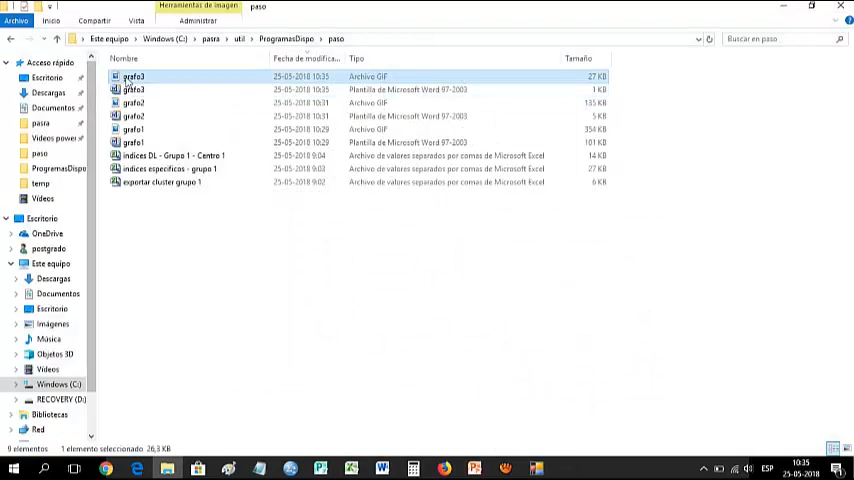 Herramientas de imagen paso
Archivo Inicio Compartir Vista Administrar
Este equipo > Windows (C:) > pasra > util > ProgramasDispo > paso
Buscar en paso
Nombre Fecha de modifica... Tipo Tamaño
grafo3 25-05-2018 10:35 Archivo GIF 27 KB
grafo3 25-05-2018 10:35 Plantilla de Microsoft Word 97-2003 1 KB
grafo2 25-05-2018 10:31 Archivo GIF 135 KB
grafo2 25-05-2018 10:31 Plantilla de Microsoft Word 97-2003 5 KB
grafo1 25-05-2018 10:29 Archivo GIF 354 KB
grafo1 25-05-2018 10:29 Plantilla de Microsoft Word 97-2003 101 KB
indices DL - Grupo 1 - Centro 1 25-05-2018 9:04 Archivo de valores separados por comas de Microsoft Excel 14 KB
indices especificos - grupo 1 25-05-2018 9:03 Archivo de valores separados por comas de Microsoft Excel 27 KB
exportar cluster grupo 1 25-05-2018 9:02 Archivo de valores separados por comas de Microsoft Excel 6 KB
Acceso rápido
Escritorio
Descargas
Documentos
pasra
Videos power
paso
ProgramasDispo
temp
Vídeos
Escritorio
OneDrive
postgrado
Este equipo
Descargas
Documentos
Escritorio
Imágenes
Música
Objetos 3D
Vídeos
Windows (C:)
RECOVERY (D:)
Bibliotecas
Red
9 elementos 1 elemento seleccionado 26,3 KB
ESP
10:35
25-05-2018